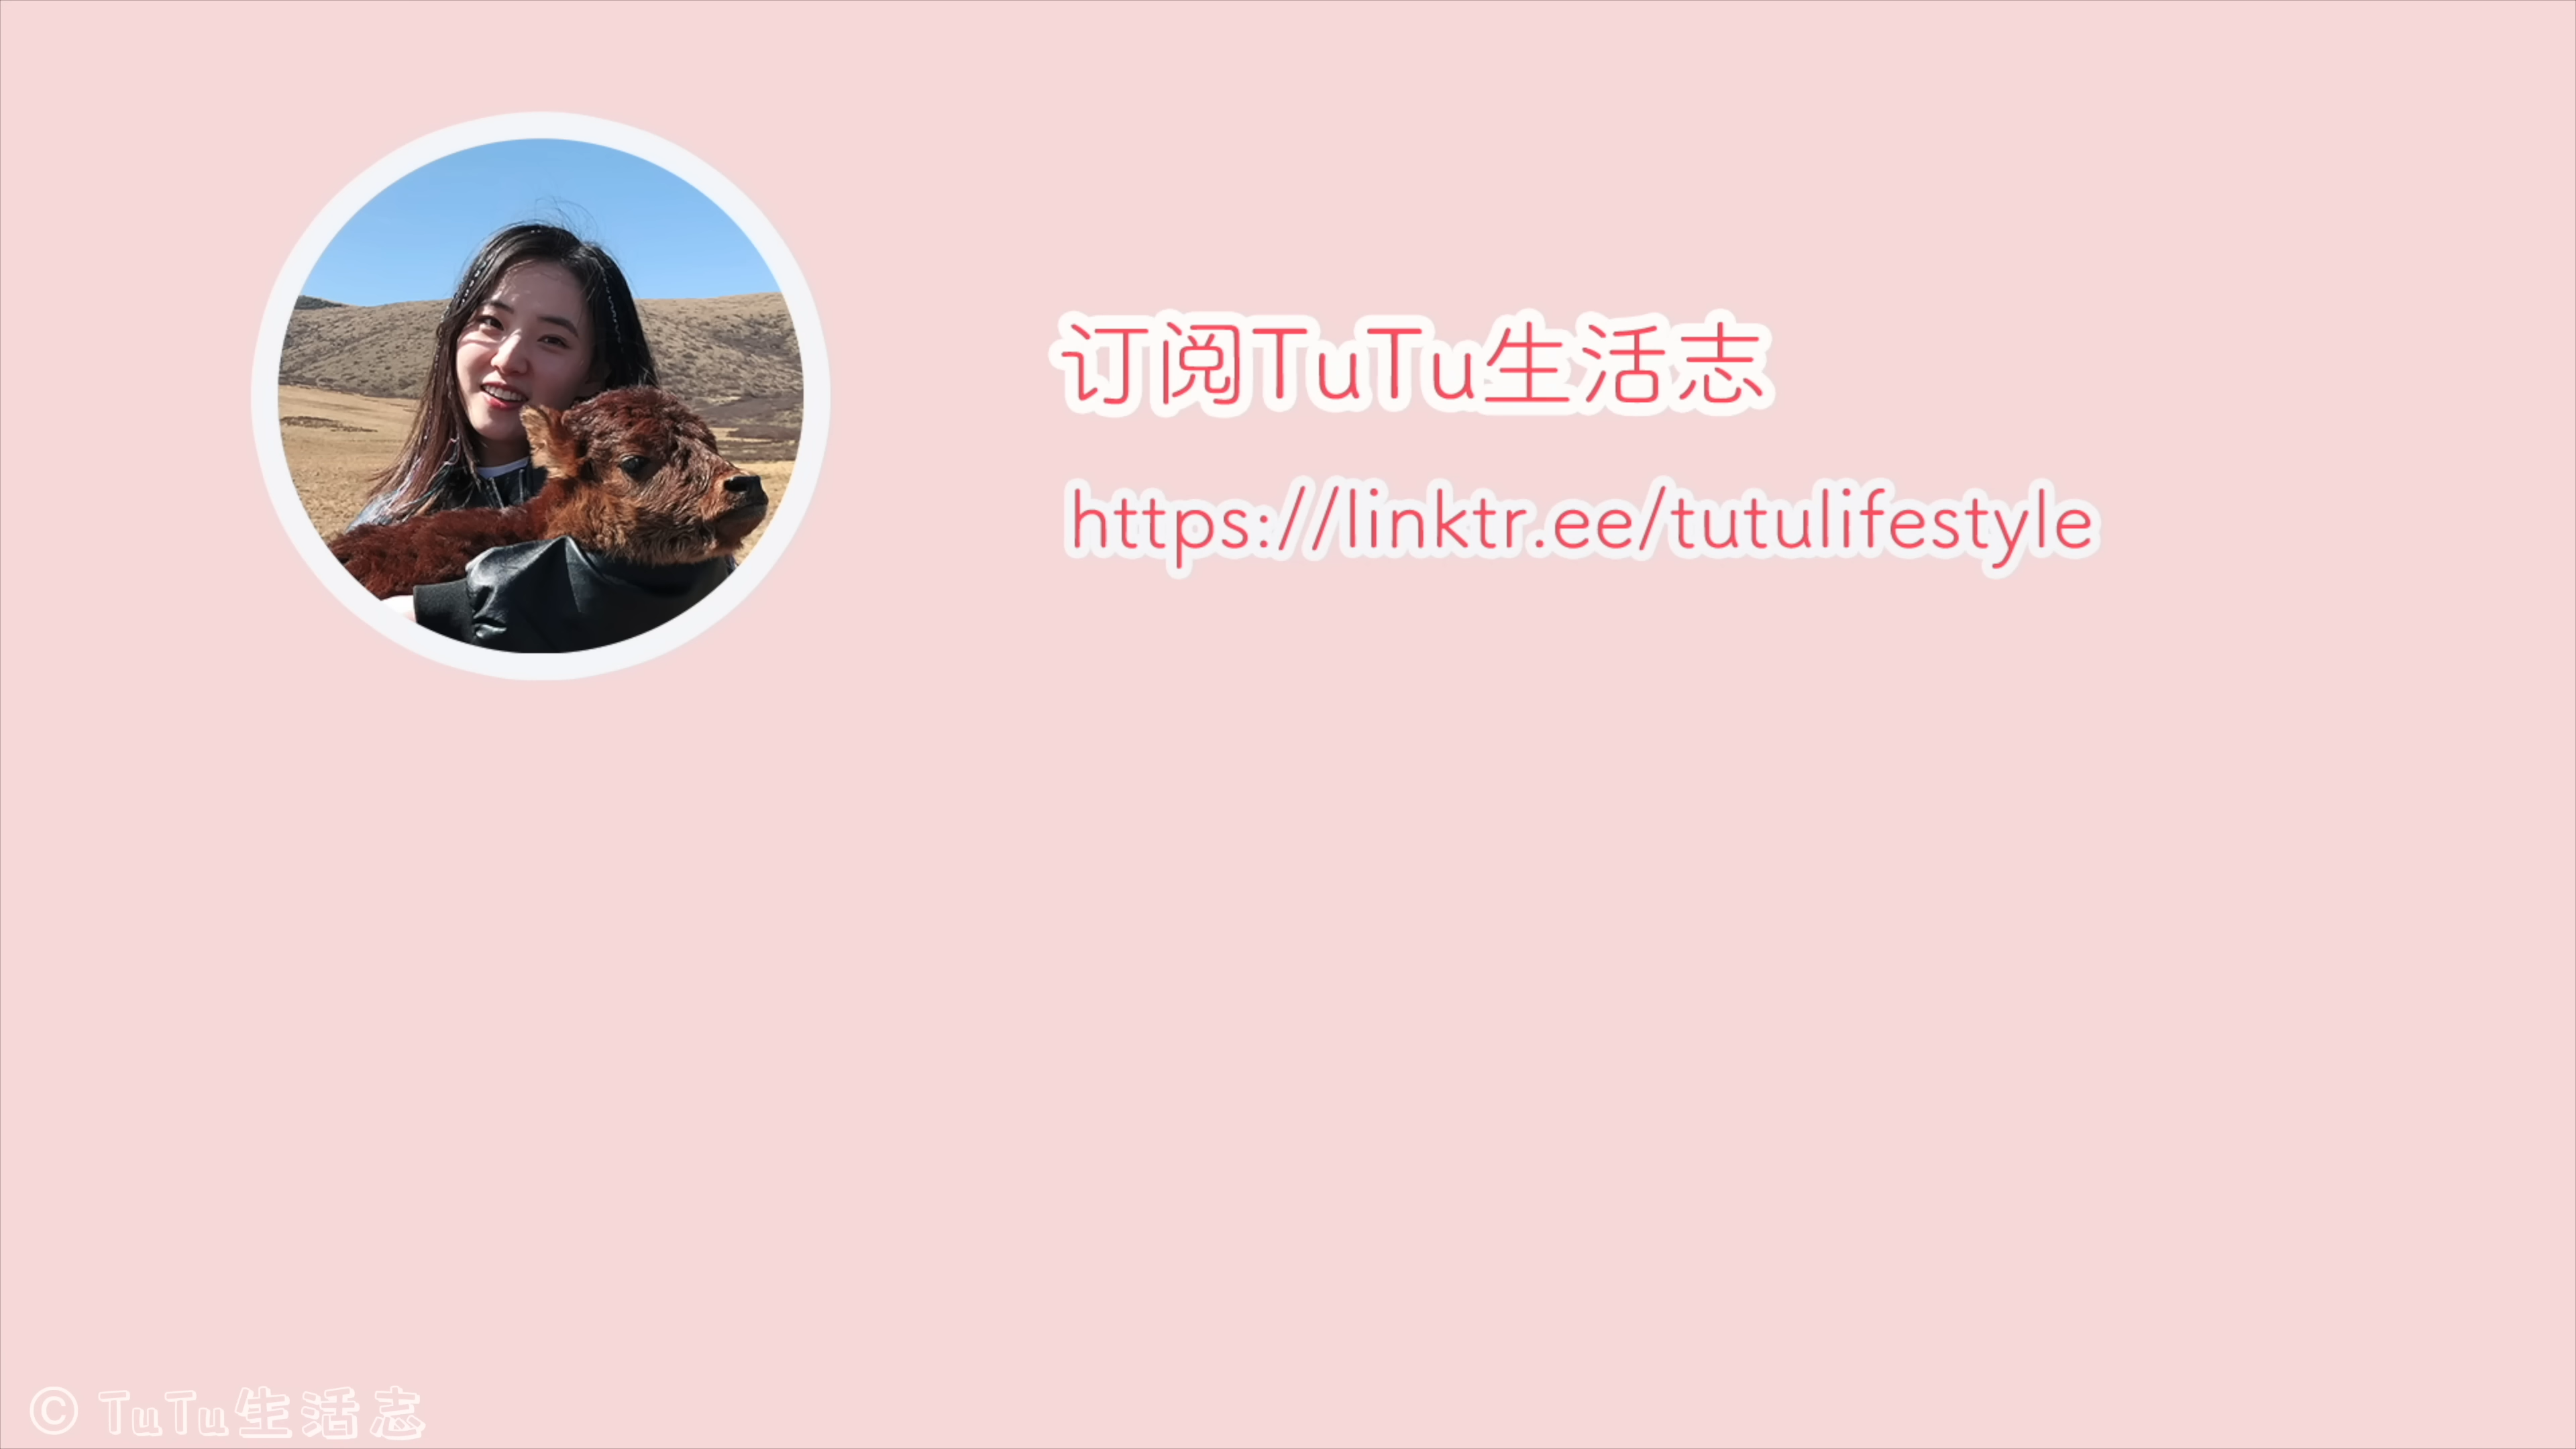 订阅TuTu生活志
https://linktr.ee/tutulifestyle
© TuTu生活志